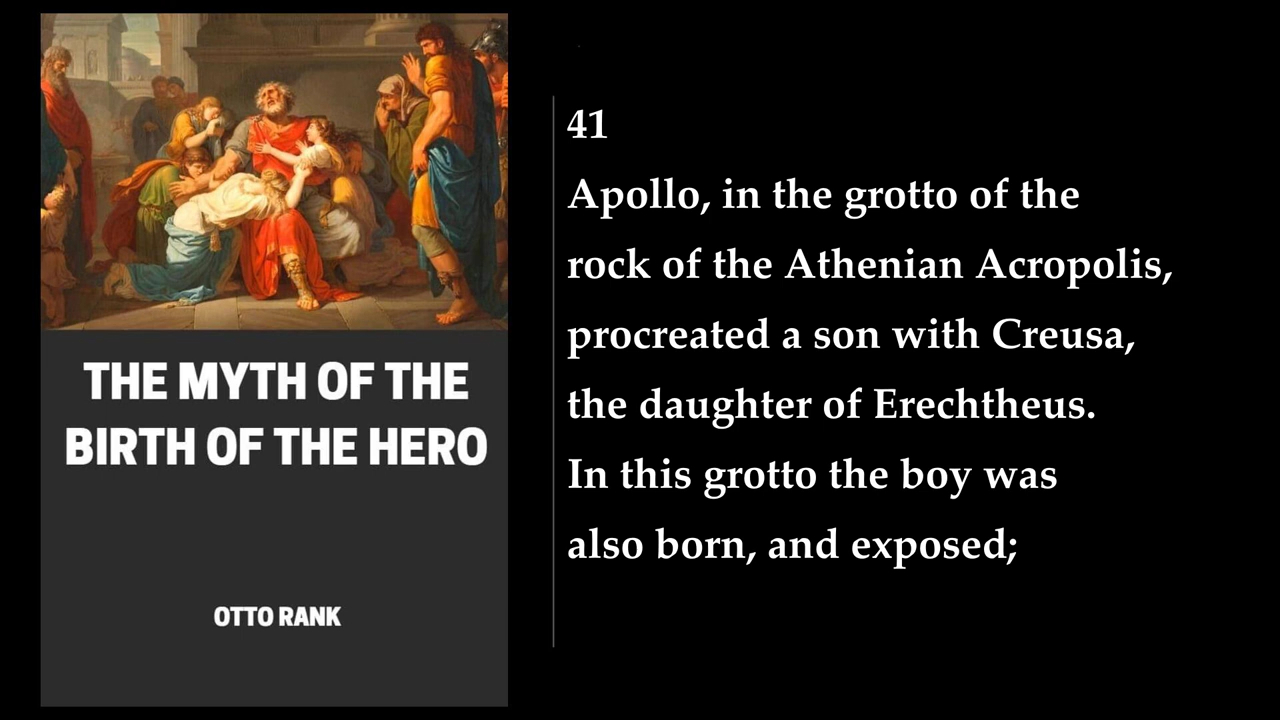 THE MYTH OF THE
BIRTH OF THE HERO
OTTO RANK
41
Apollo, in the grotto of the
rock of the Athenian Acropolis,
procreated a son with Creusa,
the daughter of Erechtheus.
In this grotto the boy was
also born, and exposed;